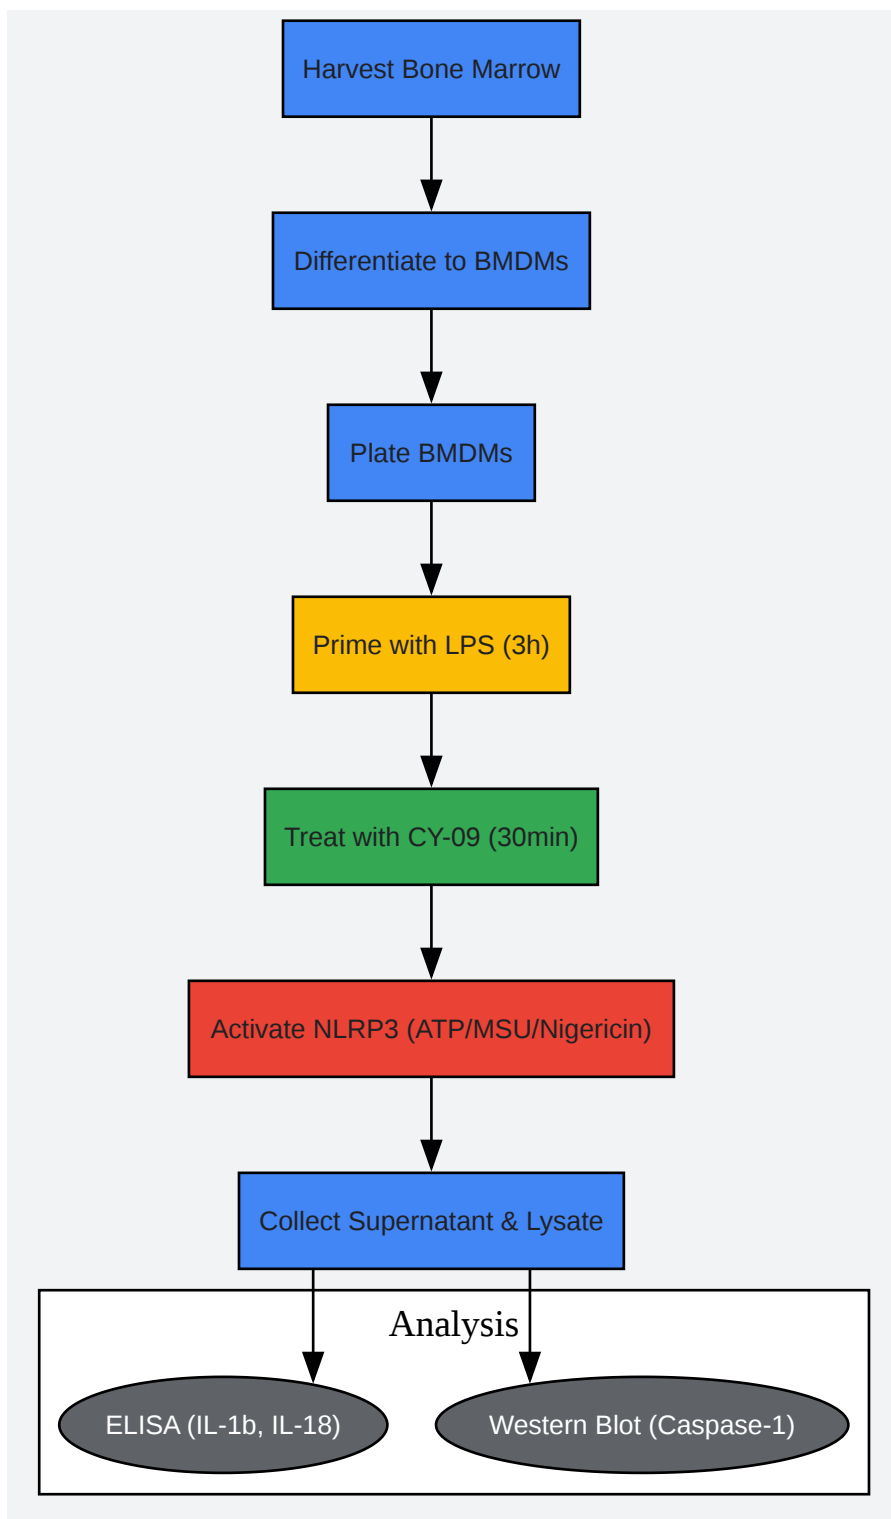 Harvest Bone Marrow
Differentiate to BMDMs
Plate BMDMs
Prime with LPS (3h)
Treat with CY-09 (30min)
Activate NLRP3 (ATP/MSU/Nigericin)
Collect Supernatant & Lysate
Analysis
ELISA (IL-1b, IL-18)
Western Blot (Caspase-1)